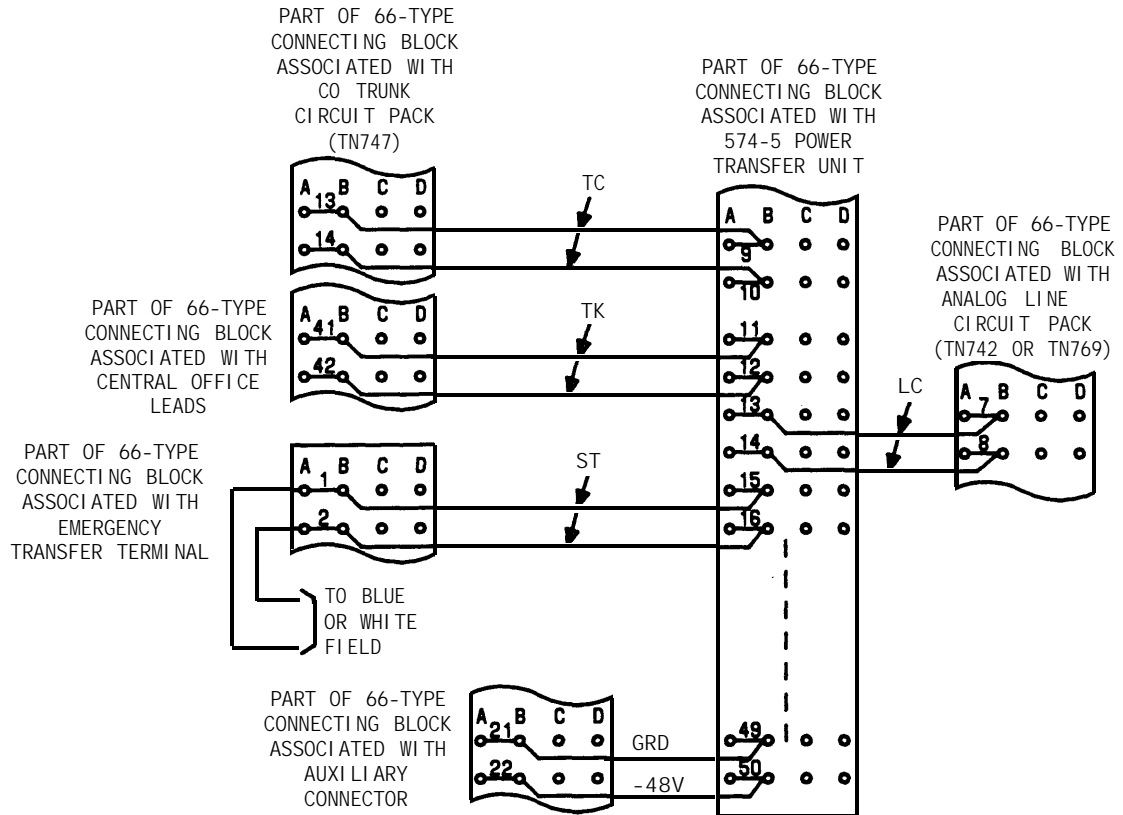 PART OF 66-TYPE
CONNECTING BLOCK
ASSOCIATED WITH
CO TRUNK
CIRCUIT PACK
(TN747)
A B C D
13
14
PART OF 66-TYPE
CONNECTING BLOCK
ASSOCIATED WITH
CENTRAL OFFICE
LEADS
A B C D
41
42
PART OF 66-TYPE
CONNECTING BLOCK
ASSOCIATED WITH
EMERGENCY
TRANSFER TERMINAL
A B C D
1
2
TO BLUE
OR WHITE
FIELD
PART OF 66-TYPE
CONNECTING BLOCK
ASSOCIATED WITH
AUXILIARY
CONNECTOR
A B C D
21
22
TC
TK
ST
GRD
-48V
PART OF 66-TYPE
CONNECTING BLOCK
ASSOCIATED WITH
574-5 POWER
TRANSFER UNIT
A B C D
9
10
11
12
13
14
15
16
49
50
LC
PART OF 66-TYPE
CONNECTING BLOCK
ASSOCIATED WITH
ANALOG LINE
CIRCUIT PACK
(TN742 OR TN769)
A B C D
7
8